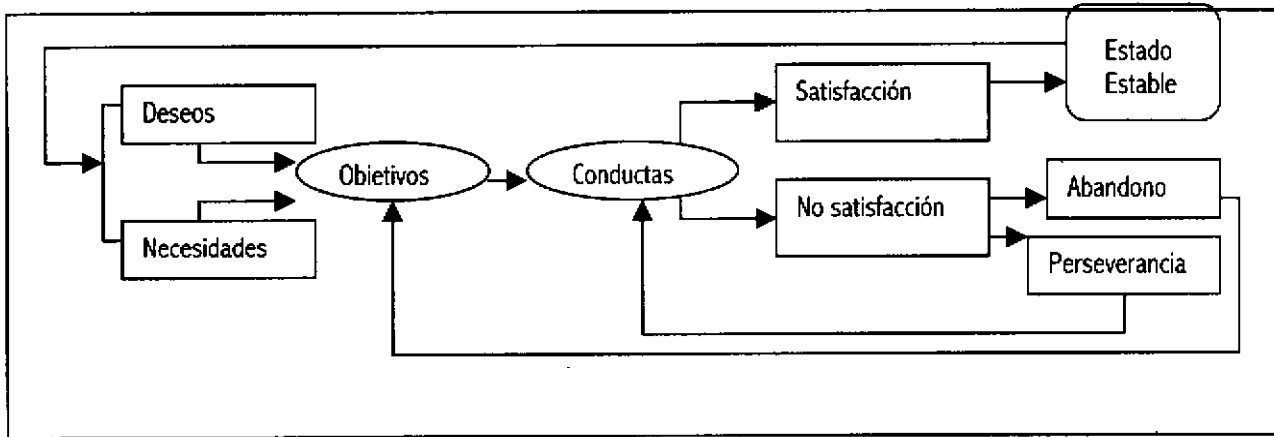 Estado
Estable
Satisfacción
Deseos
Obietivos
Conductas
No satisfacción
Abandono
Necesidades
Perseverancia